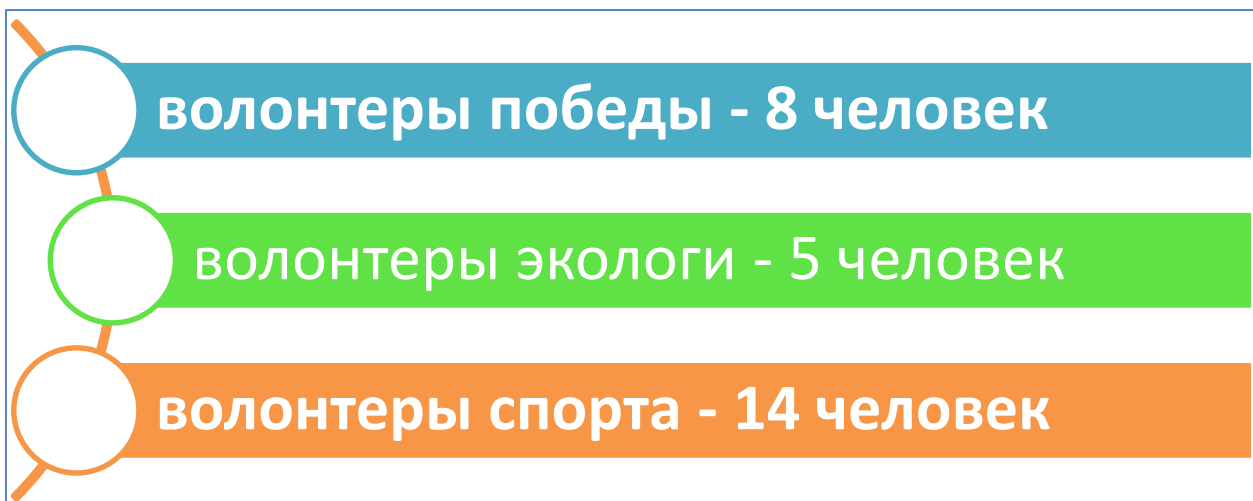 волонтеры победы - 8 человек
волонтеры экологи - 5 человек
волонтеры спорта - 14 человек